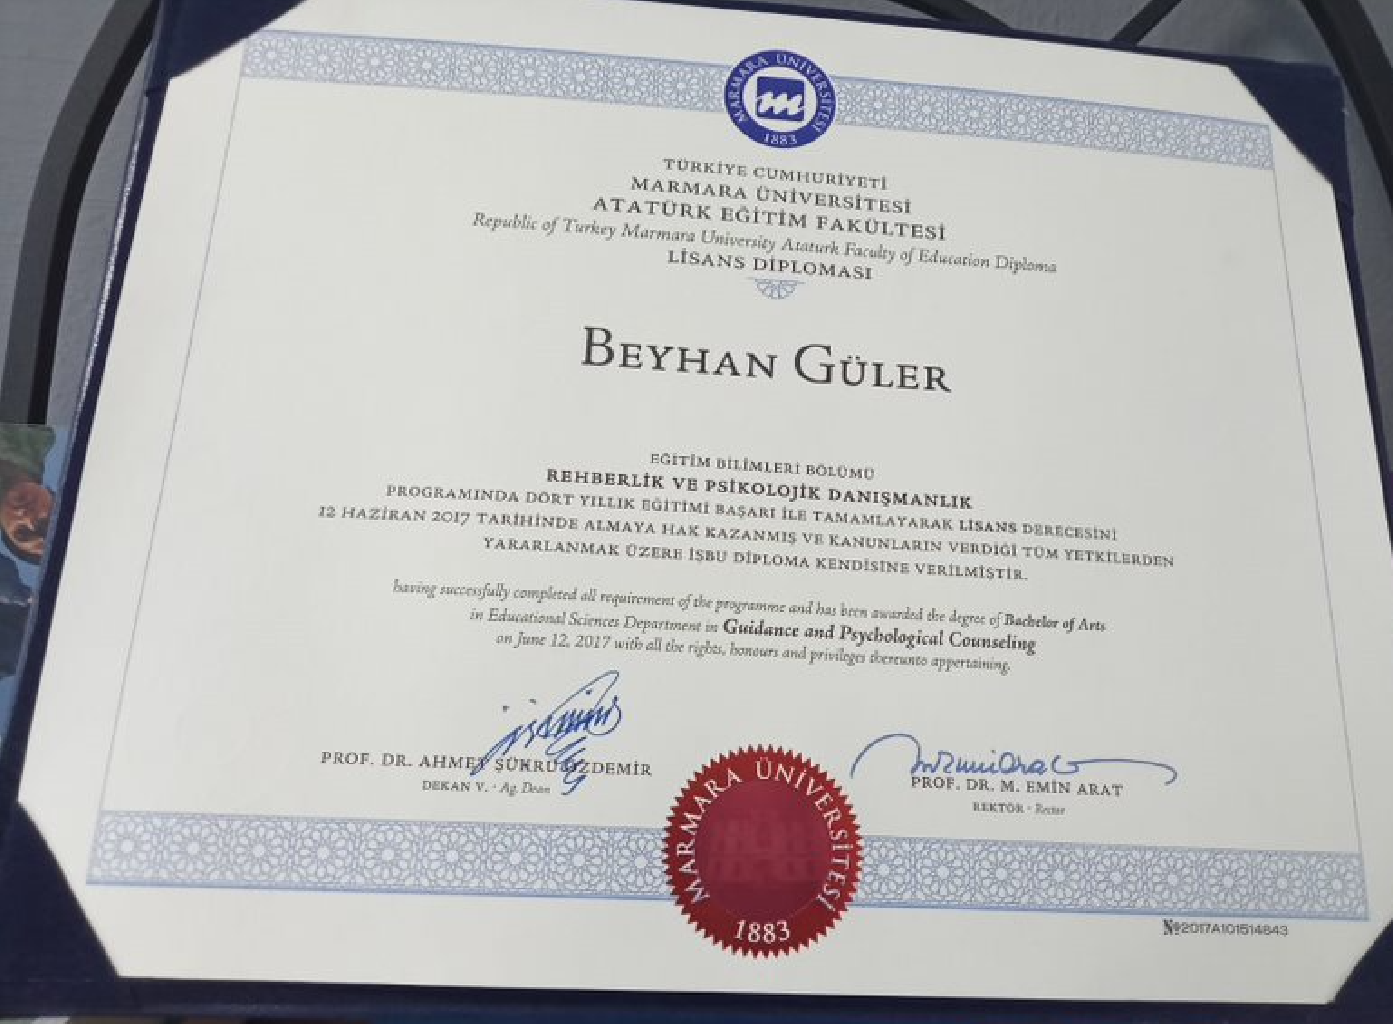 MARMARA ÜNİVERSİTESİ
1883
TÜRKİYE CUMHURİYETİ
MARMARA ÜNİVERSİTESİ
ATATÜRK EĞİTİM FAKÜLTESİ
Republic of Turkey Marmara University Ataturk Faculty of Education Diploma
LİSANS DİPLOMASI
BEYHAN GÜLER
EĞİTİM BİLİMLERİ BÖLÜMÜ
REHBERLİK VE PSİKOLOJİK DANIŞMANLIK
PROGRAMINDA DÖRT YILLIK EĞİTİMİ BAŞARI İLE TAMAMLAYARAK LİSANS DERECESİNİ
12 HAZİRAN 2017 TARİHİNDE ALMAYA HAK KAZANMIŞ VE KANUNLARIN VERDİĞİ TÜM YETKİLERDEN
YARARLANMAK ÜZERE İŞBU DİPLOMA KENDİSİNE VERİLMİŞTİR.
having successfully completed all requirement of the programme and has been awarded the degree of Bachelor of Arts
in Educational Sciences Department in Guidance and Psychological Counseling
on June 12, 2017 with all the rights, honours and privileges thereunto appertaining.
PROF. DR. AHMET ŞÜKRÜ ÖZDEMİR
DEKAN V. · Ag. Dean
PROF. DR. M. EMİN ARAT
REKTÖR · Rector
MARMARA ÜNİVERSİTESİ
1883
№2017A101514843